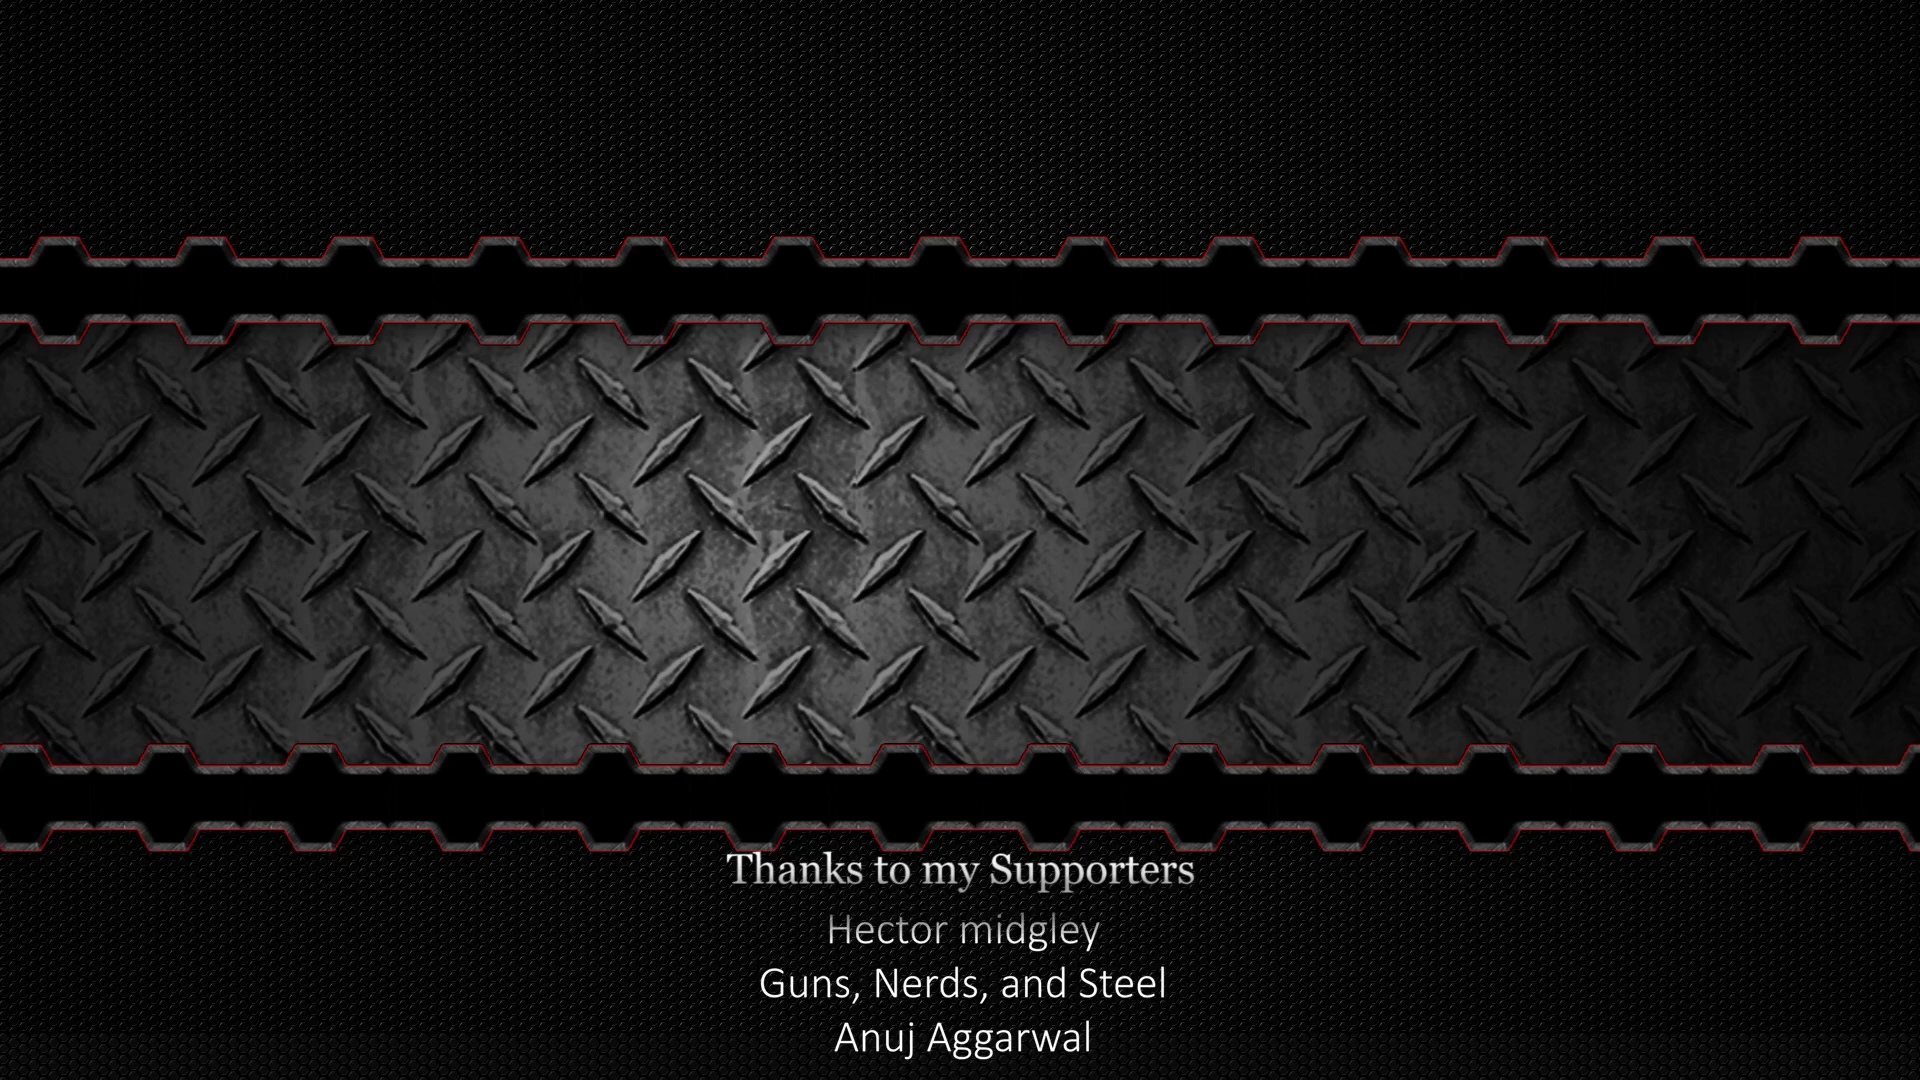 Thanks to my Supporters
Hector midgley
Guns, Nerds, and Steel
Anuj Aggarwal